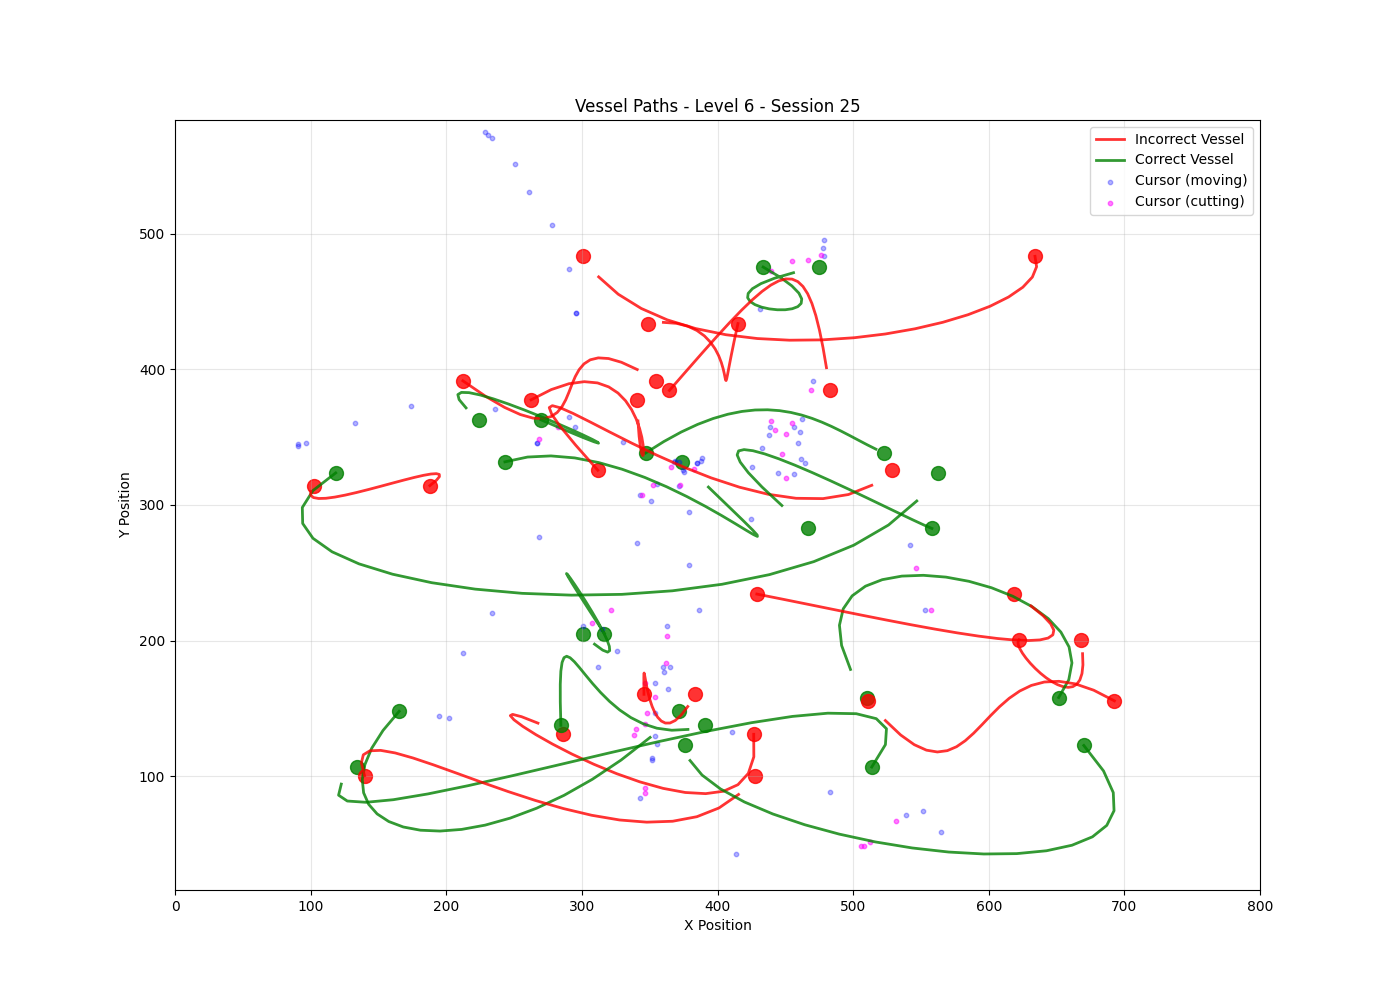 Vessel Paths - Level 6 - Session 25
Incorrect Vessel
Correct Vessel
Cursor (moving)
Cursor (cutting)
Y Position
500
400
300
200
100
0 100 200 300 400 500 600 700 800
X Position